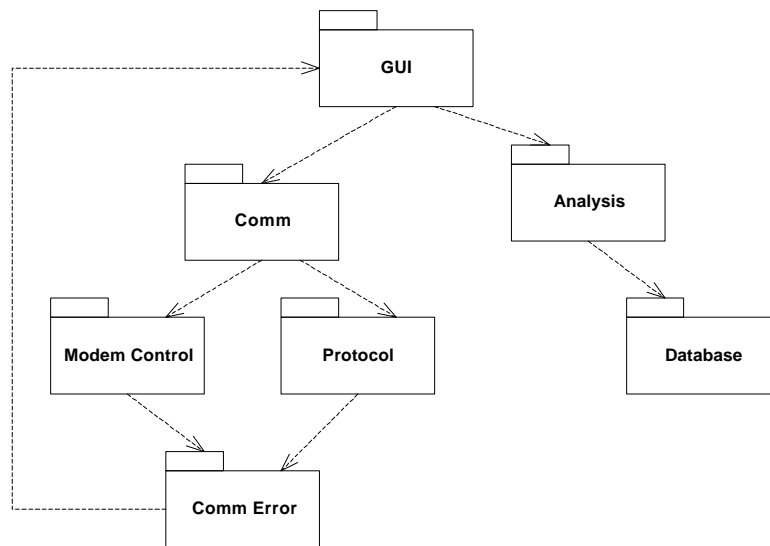 GUI
Comm
Analysis
Modem Control
Protocol
Database
Comm Error